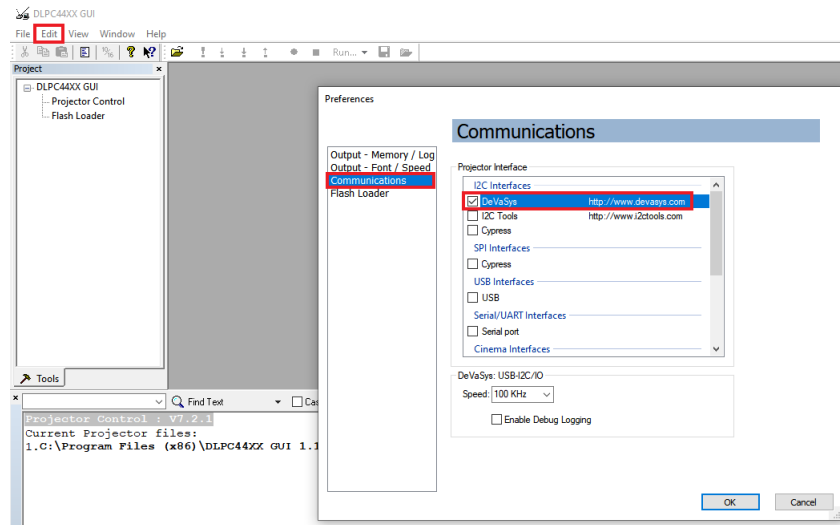 DLPC44XX GUI
File Edit View Window Help
Run...
Project
DLPC44XX GUI
Projector Control
Flash Loader
Tools
Preferences
Output - Memory / Log
Output - Font / Speed
Communications
Flash Loader
Communications
Projector Interface
I2C Interfaces
DeVaSys http://www.devasys.com
I2C Tools http://www.i2ctools.com
Cypress
SPI Interfaces
Cypress
USB Interfaces
USB
Serial/UART Interfaces
Serial port
Cinema Interfaces
DeVaSys: USB-I2C/IO
Speed: 100 KHz
Enable Debug Logging
OK Cancel
Find Text Cas
Projector Control : V7.2.1
Current Projector files:
1.C:\Program Files (x86)\DLPC44XX GUI 1.1